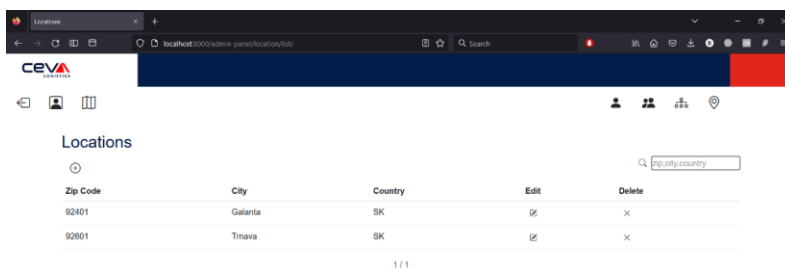 Locations
localhost:8000/admin-panel/location/list/
Search
CEVA
LOGISTICS
Locations
zip,city,country
Zip Code City Country Edit Delete
92401 Galanta SK
92601 Trnava SK
1 / 1